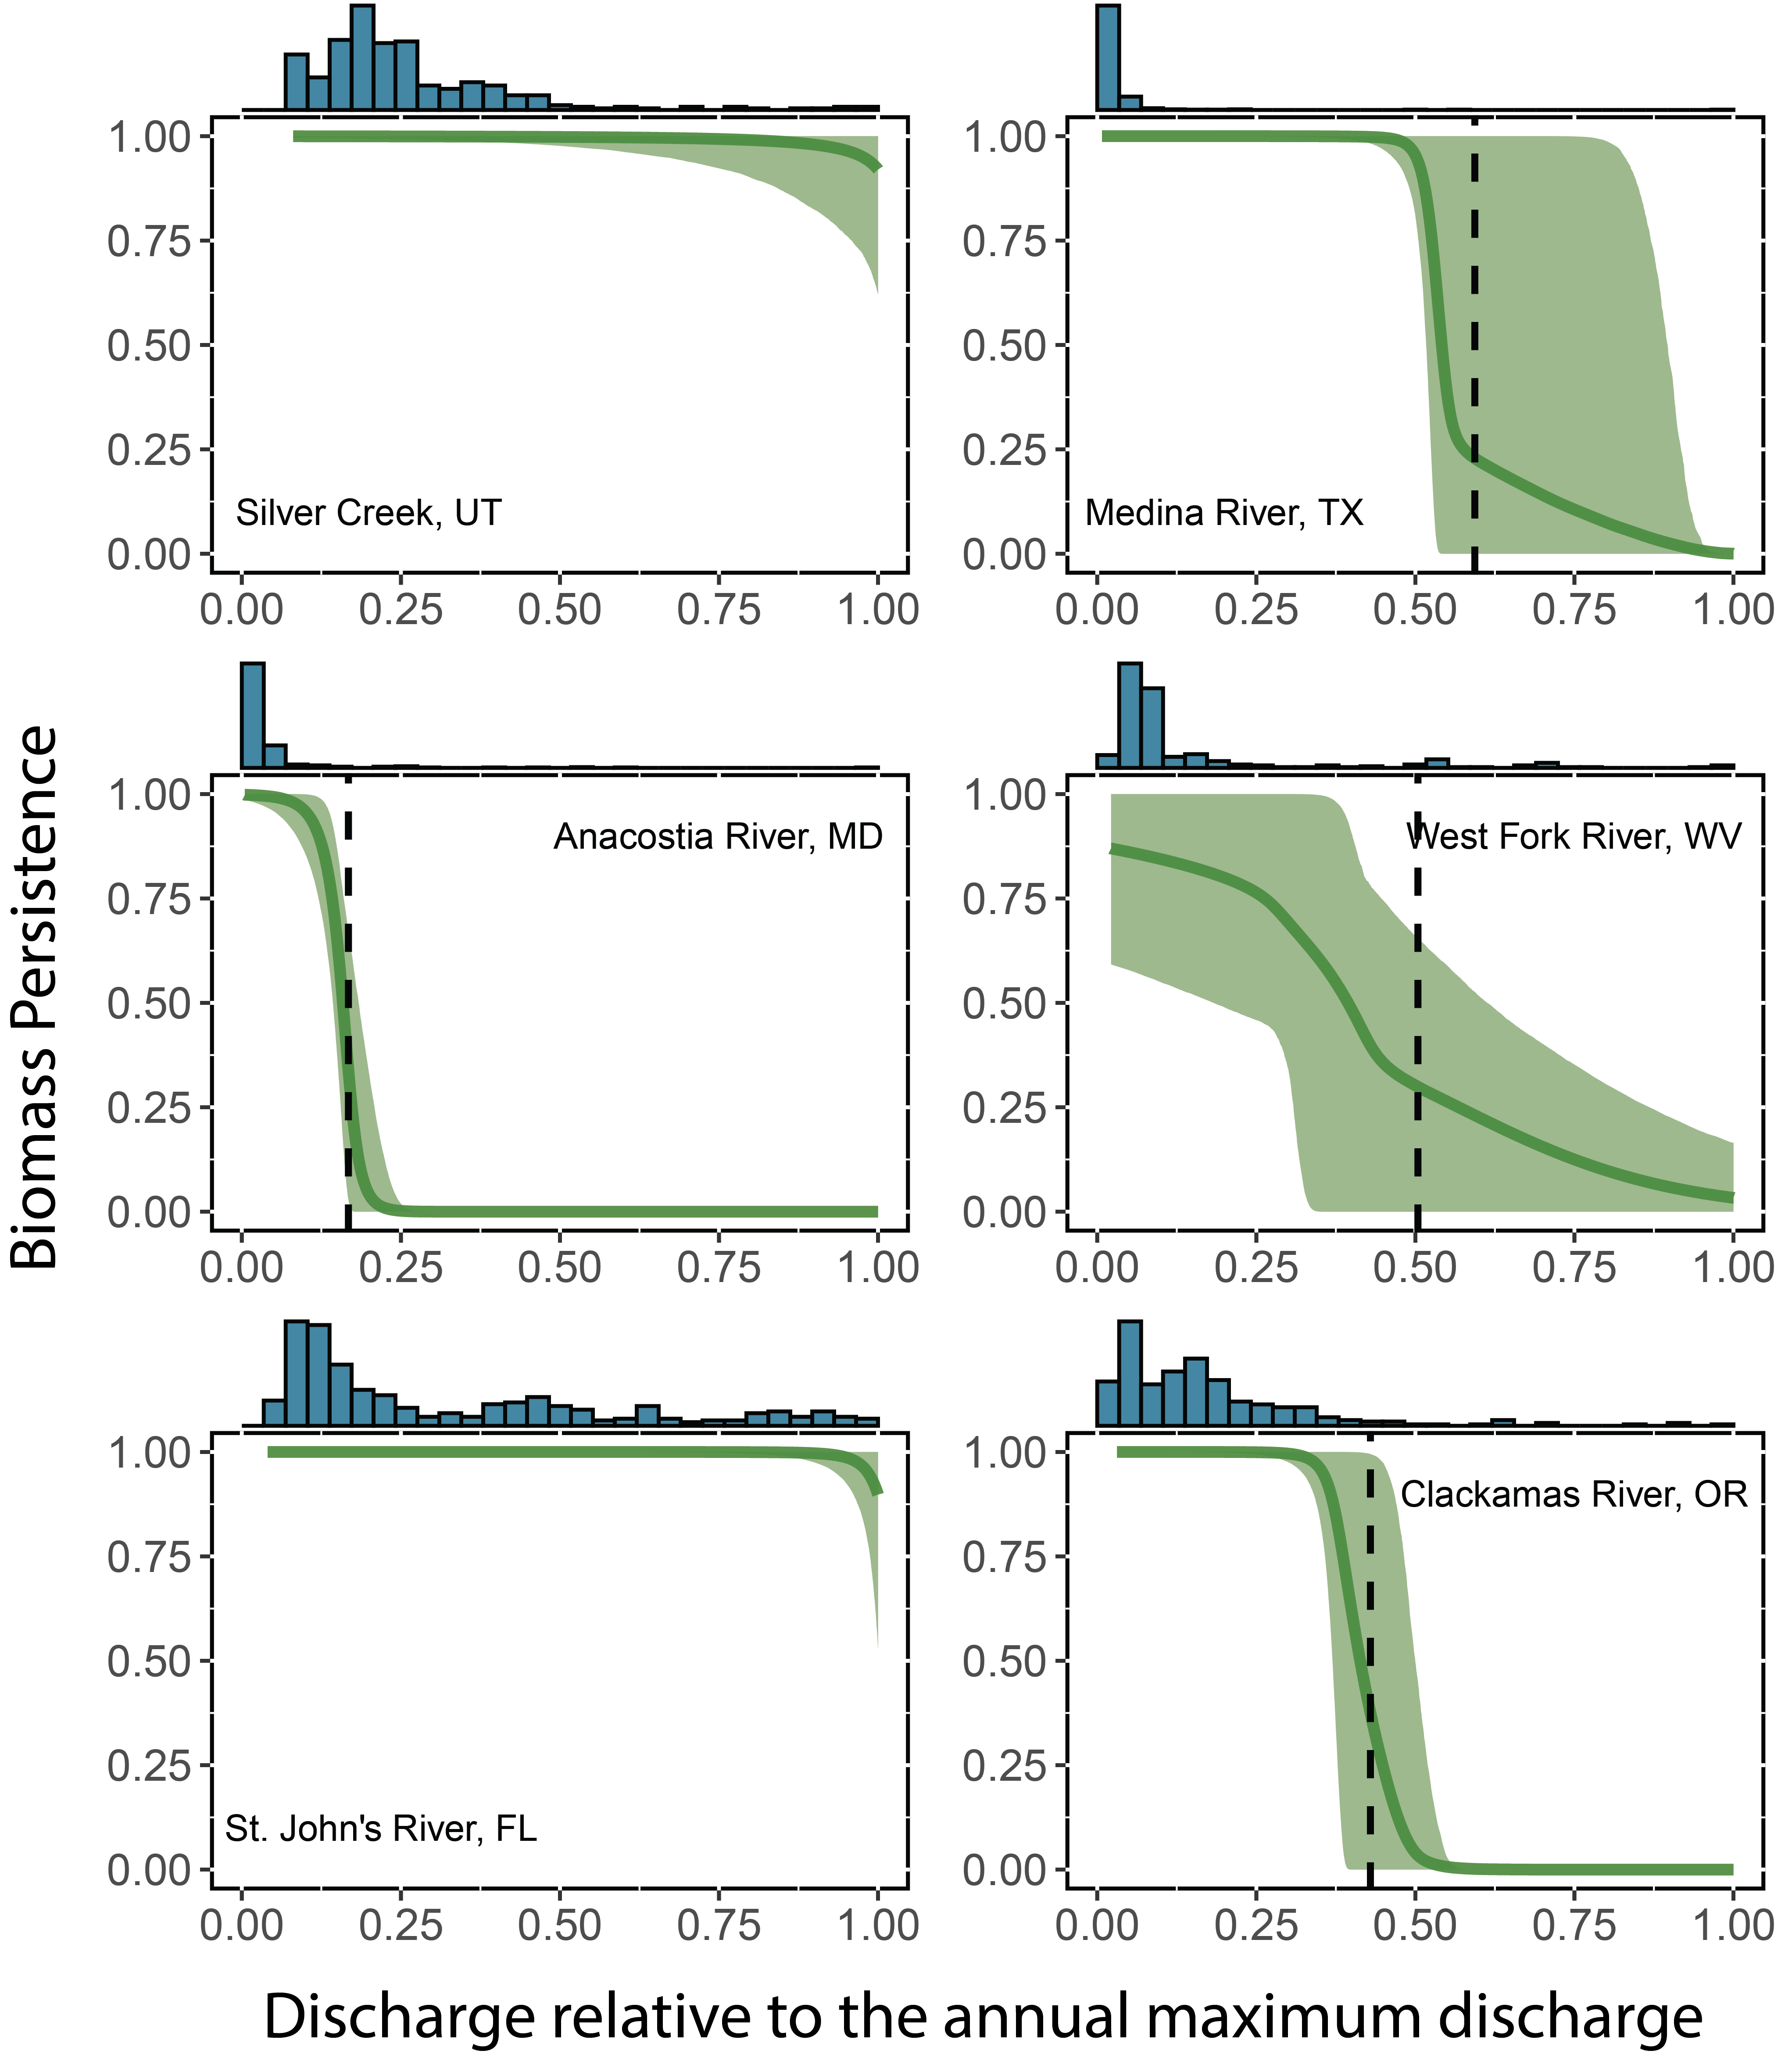 1.00
0.75
0.50
0.25
0.00
Silver Creek, UT
0.00 0.25 0.50 0.75 1.00
1.00
0.75
0.50
0.25
0.00
Medina River, TX
0.00 0.25 0.50 0.75 1.00
Biomass Persistence
1.00
0.75
0.50
0.25
0.00
Anacostia River, MD
0.00 0.25 0.50 0.75 1.00
1.00
0.75
0.50
0.25
0.00
West Fork River, WV
0.00 0.25 0.50 0.75 1.00
1.00
0.75
0.50
0.25
0.00
St. John's River, FL
0.00 0.25 0.50 0.75 1.00
1.00
0.75
0.50
0.25
0.00
Clackamas River, OR
0.00 0.25 0.50 0.75 1.00
Discharge relative to the annual maximum discharge